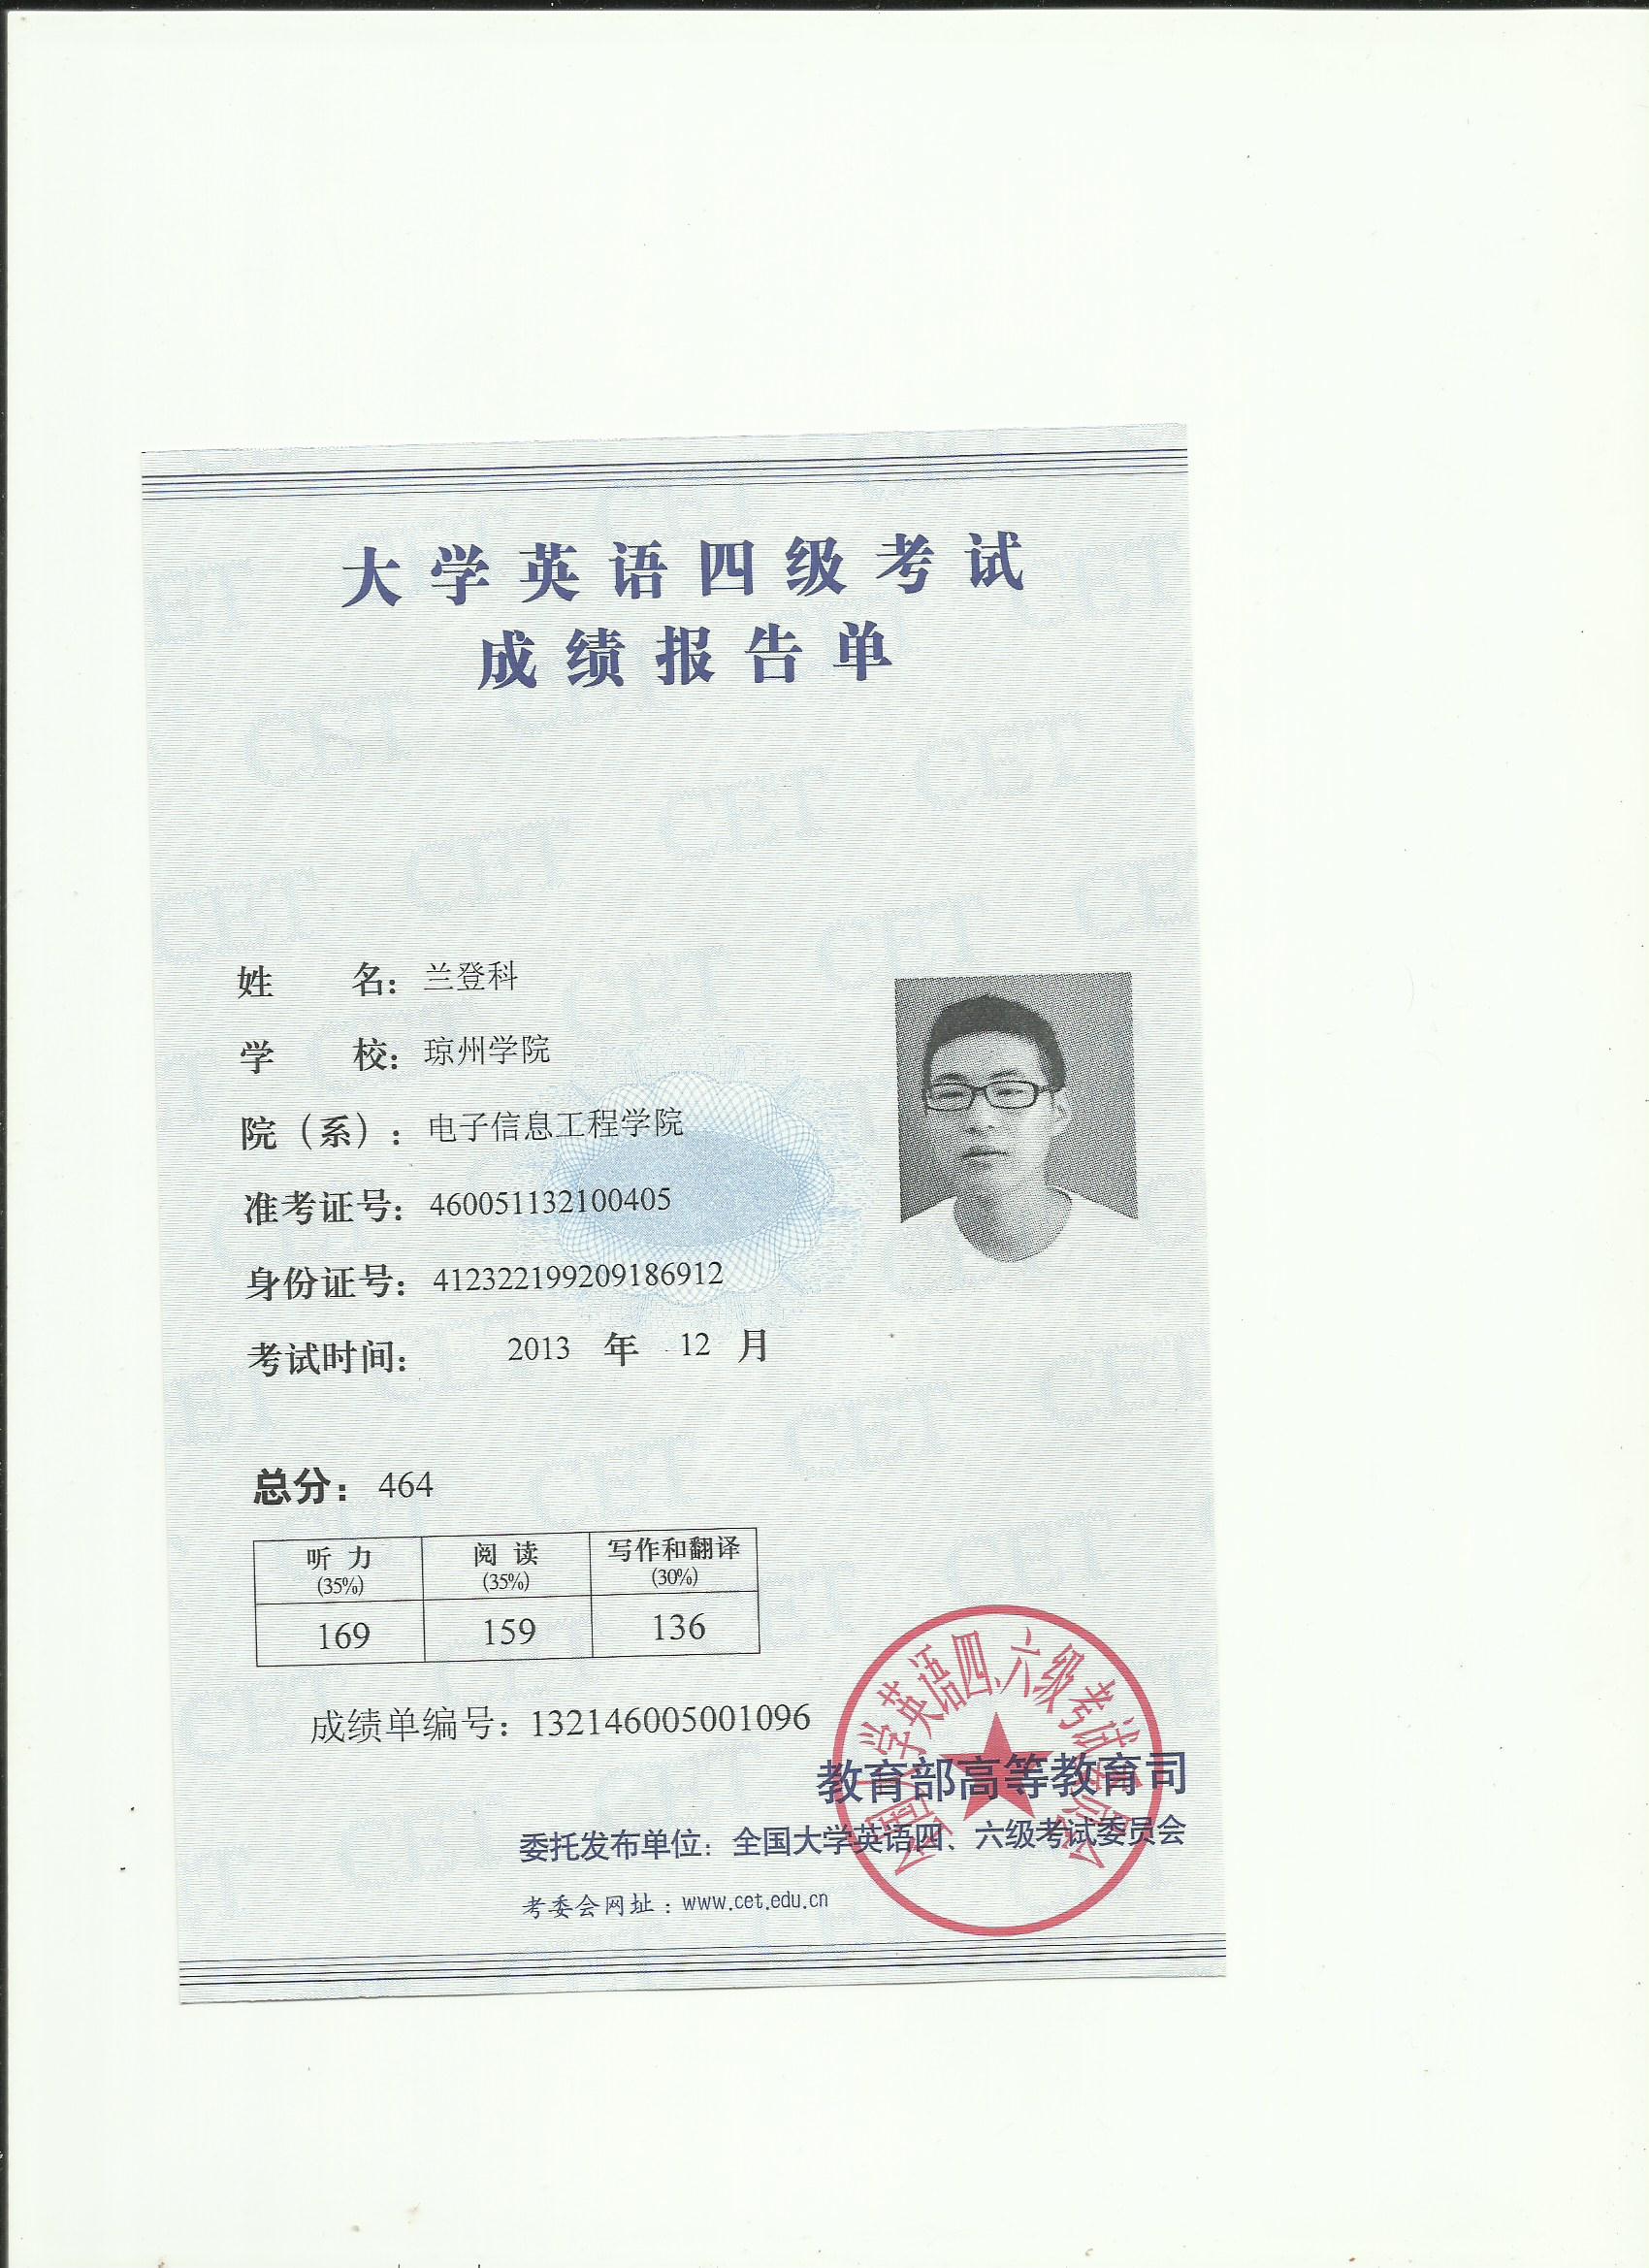 大学英语四级考试
成绩报告单
姓 名：兰登科
学 校：琼州学院
院（系）：电子信息工程学院
准考证号：460051132100405
身份证号：412322199209186912
考试时间： 2013 年 12 月
总分：464
听力 阅读 写作和翻译
(35%) (35%) (30%)
169 159 136
成绩单编号：132146005001096
全国大学英语四、六级考试委员会
教育部高等教育司
委托发布单位：全国大学英语四、六级考试委员会
考委会网址：www.cet.edu.cn
CET